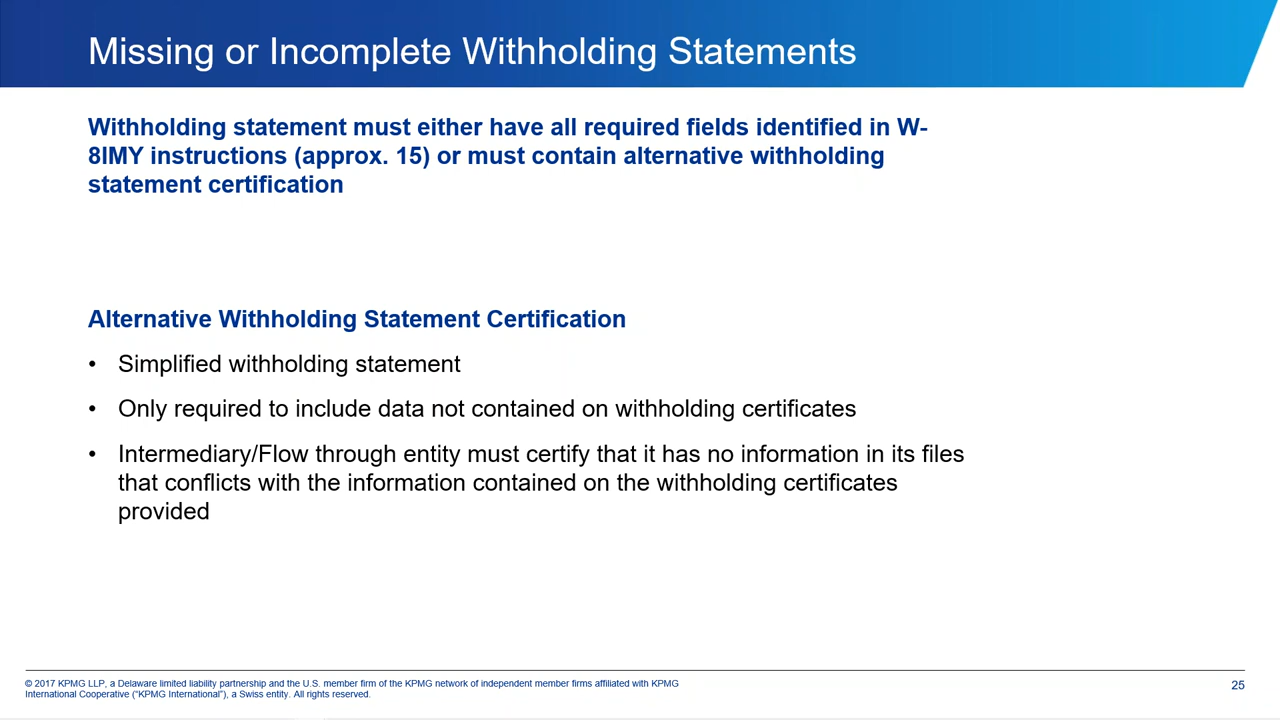 Missing or Incomplete Withholding Statements
Withholding statement must either have all required fields identified in W-
8IMY instructions (approx. 15) or must contain alternative withholding
statement certification
Alternative Withholding Statement Certification
• Simplified withholding statement
• Only required to include data not contained on withholding certificates
• Intermediary/Flow through entity must certify that it has no information in its files
that conflicts with the information contained on the withholding certificates
provided
© 2017 KPMG LLP, a Delaware limited liability partnership and the U.S. member firm of the KPMG network of independent member firms affiliated with KPMG
International Cooperative (“KPMG International”), a Swiss entity. All rights reserved.
25